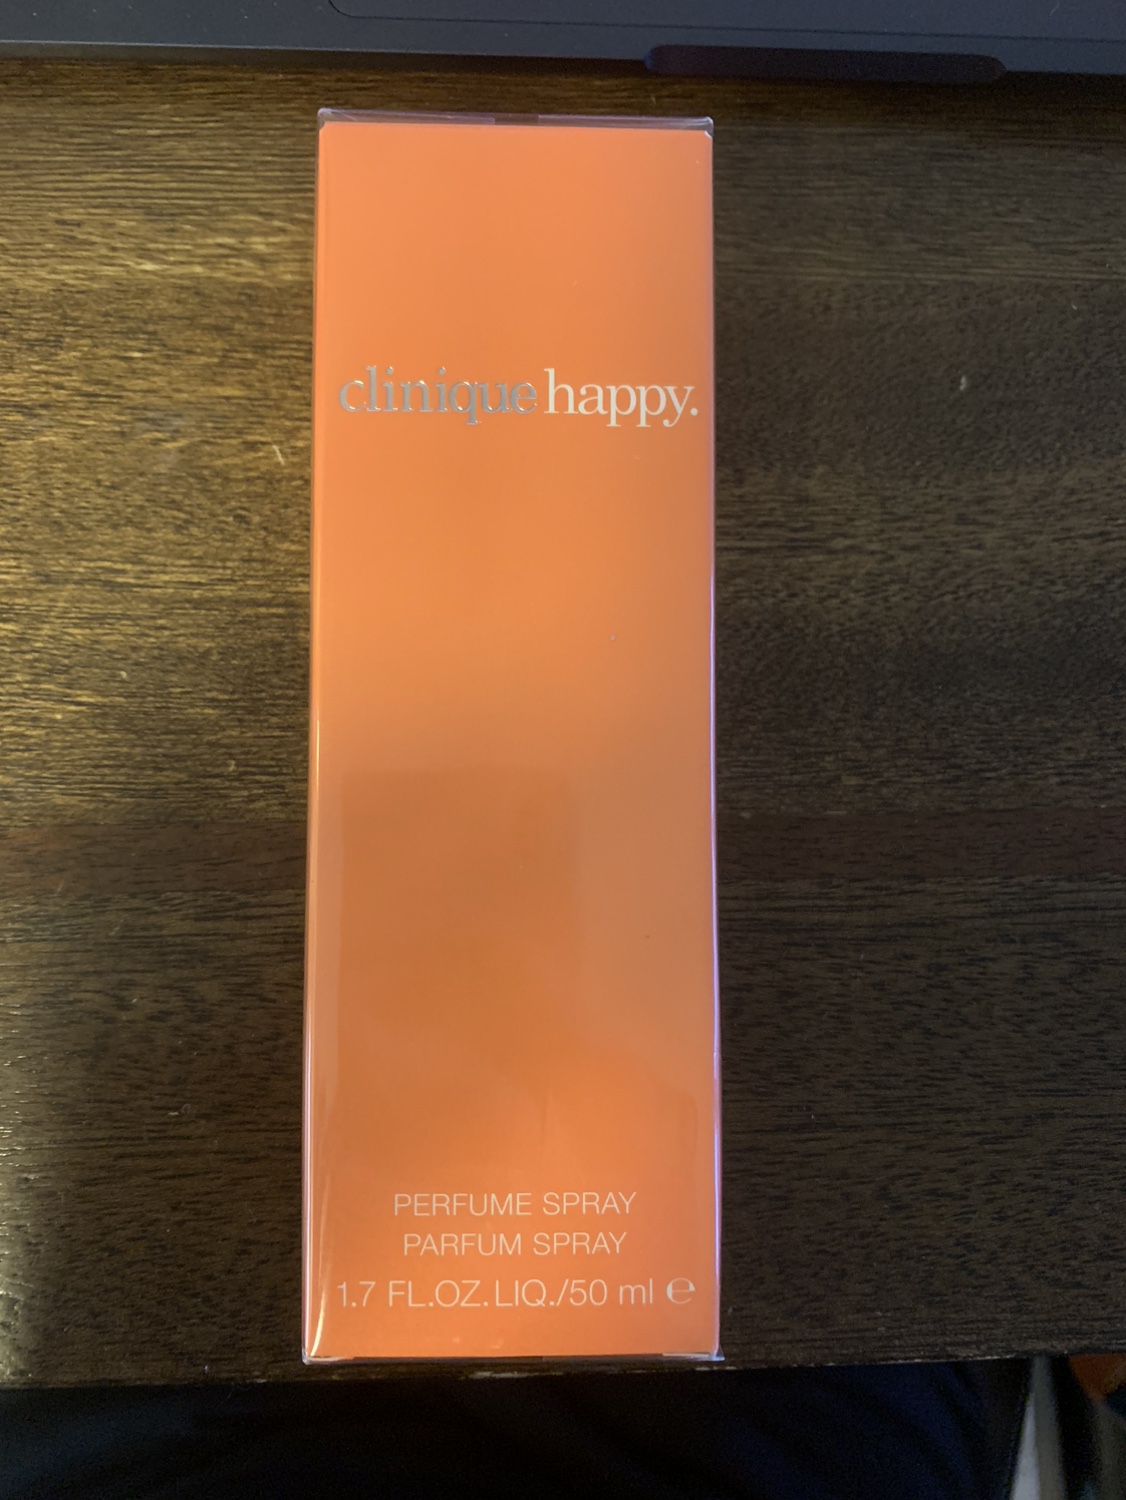 clinique happy.
PERFUME SPRAY
PARFUM SPRAY
1.7 FL.OZ.LIQ./50 ml ℮